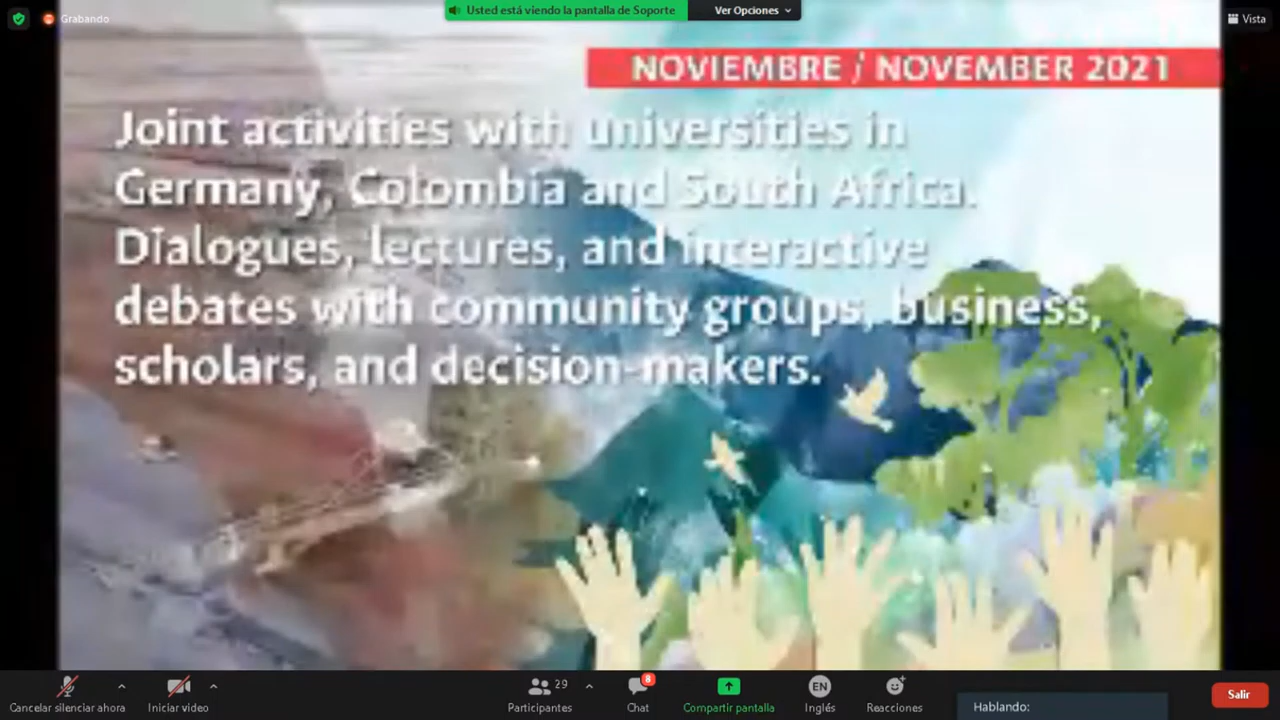 Usted está viendo la pantalla de Soporte
Ver Opciones
Grabando
Vista
NOVIEMBRE / NOVEMBER 2021
Joint activities with universities in
Germany, Colombia and South Africa.
Dialogues, lectures, and interactive
debates with community groups, business,
scholars, and decision-makers.
Cancelar silenciar ahora
Iniciar video
29
Participantes
8
Chat
Compartir pantalla
EN
Inglés
Reacciones
Hablando:
Salir